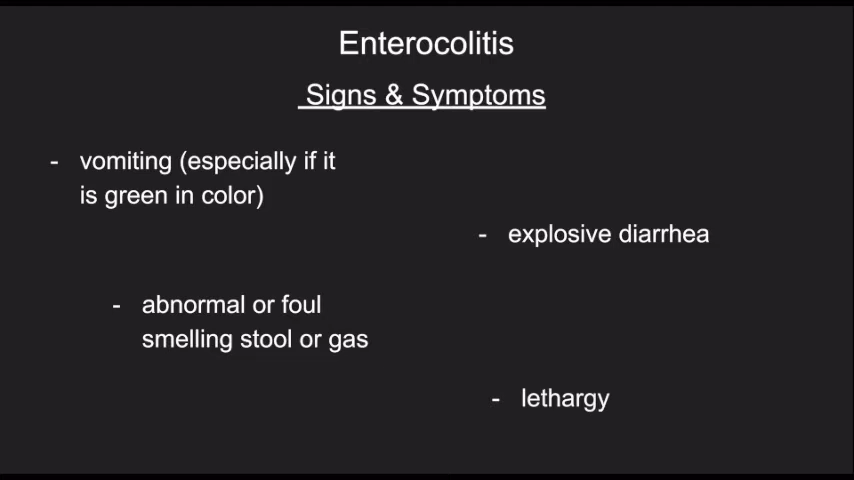 Enterocolitis
Signs & Symptoms
- vomiting (especially if it
is green in color)
- explosive diarrhea
- abnormal or foul
smelling stool or gas
- lethargy